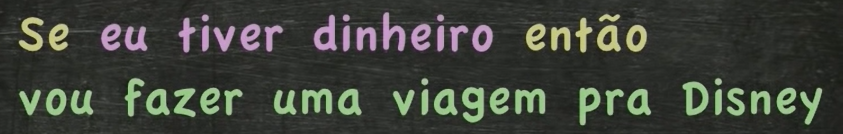 Se eu tiver dinheiro então
vou fazer uma viagem pra Disney